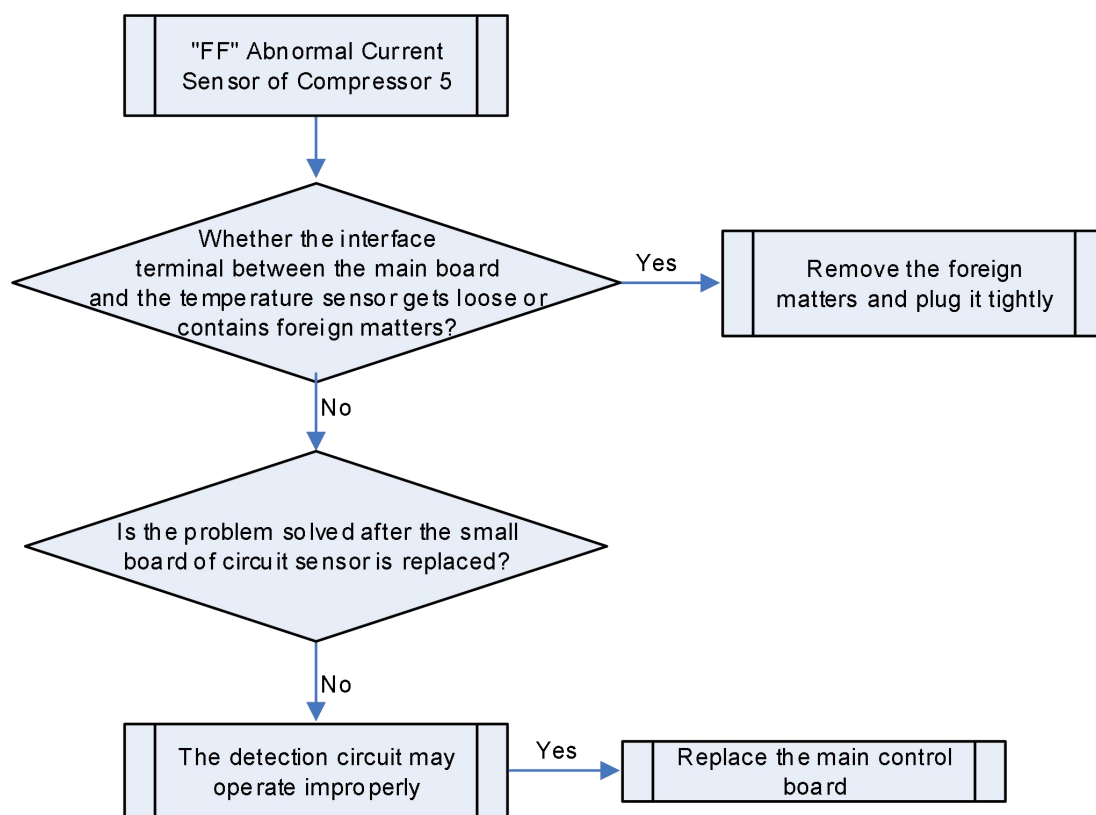 "FF" Abnormal Current
Sensor of Compressor 5
Whether the interface
terminal between the main board
and the temperature sensor gets loose or
contains foreign matters?
Yes
Remove the foreign
matters and plug it tightly
No
Is the problem solved after the small
board of circuit sensor is replaced?
No
The detection circuit may
operate improperly
Yes
Replace the main control
board